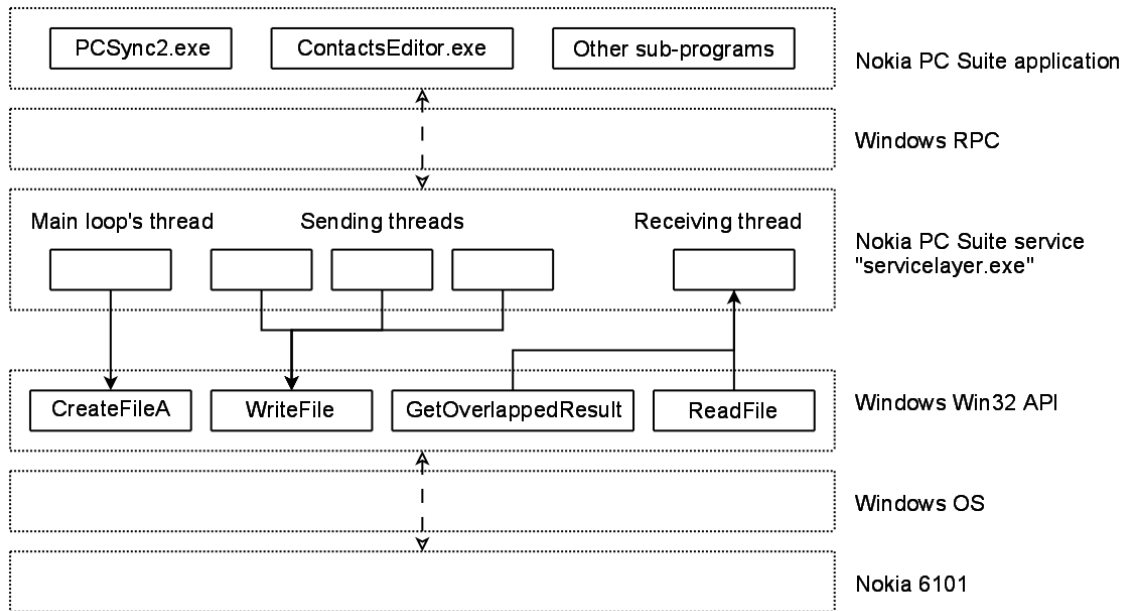 PCSync2.exe
ContactsEditor.exe
Other sub-programs
Nokia PC Suite application
Windows RPC
Main loop's thread
Sending threads
Receiving thread
Nokia PC Suite service
"servicelayer.exe"
CreateFileA
WriteFile
GetOverlappedResult
ReadFile
Windows Win32 API
Windows OS
Nokia 6101